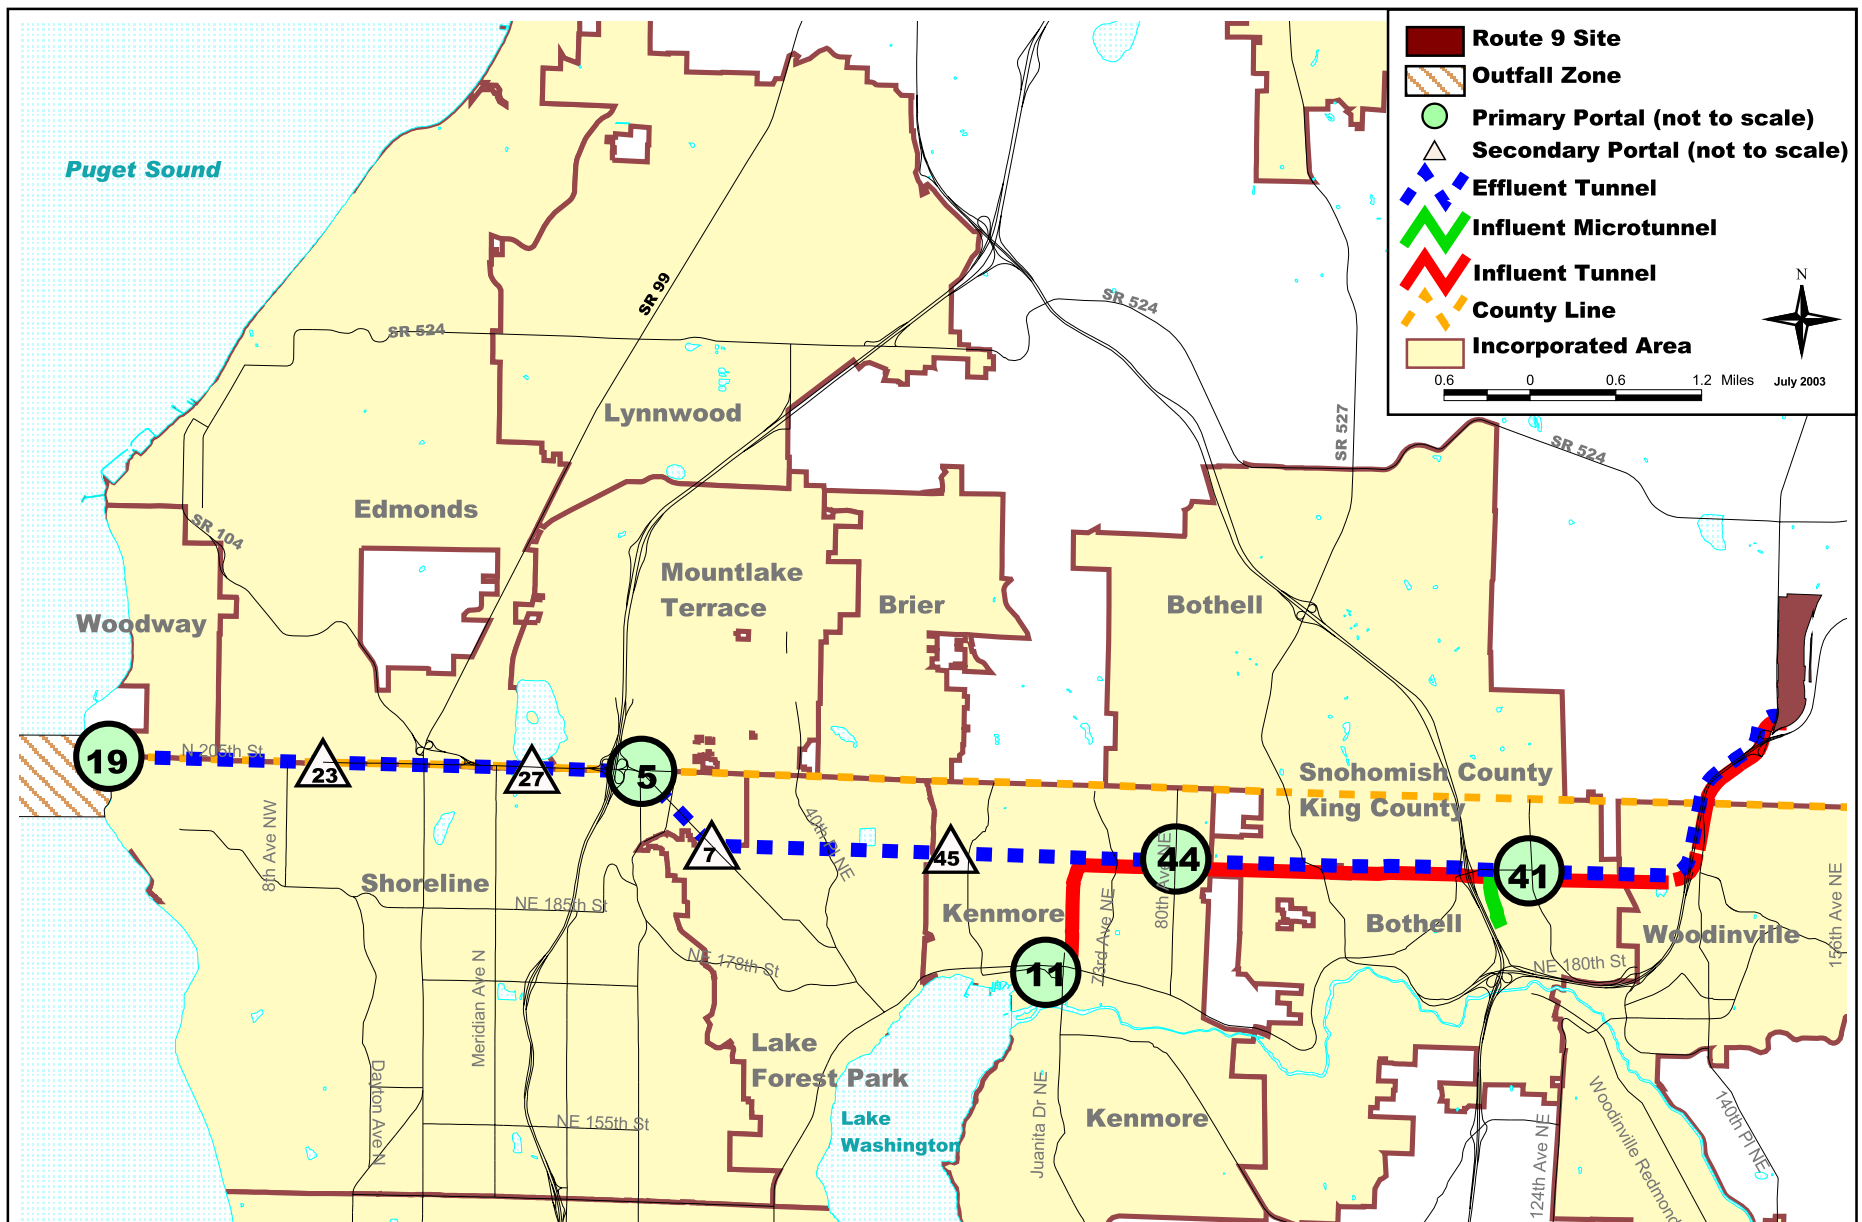 Route 9 Site
Outfall Zone
Primary Portal (not to scale)
Secondary Portal (not to scale)
Effluent Tunnel
Influent Microtunnel
Influent Tunnel
County Line
Incorporated Area
N
0.6 0 0.6 1.2 Miles July 2003
Puget Sound
SR 99
SR 524
SR 524
SR 527
SR 524
Lynnwood
Edmonds
SR 104
Mountlake
Terrace
Brier
Bothell
Woodway
19
N 205th St
23
27
5
Snohomish County
King County
7
45
44
41
8th Ave NW
40th Pl NE
80th Ave NE
73rd Ave NE
156th Ave NE
Shoreline
NE 185th St
Kenmore
Bothell
Woodinville
NE 178th St
11
NE 180th St
Meridian Ave N
Lake
Forest Park
Dayton Ave N
NE 155th St
Lake
Washington
Juanita Dr NE
Kenmore
124th Ave NE
Woodinville Redmond
140th Pl NE